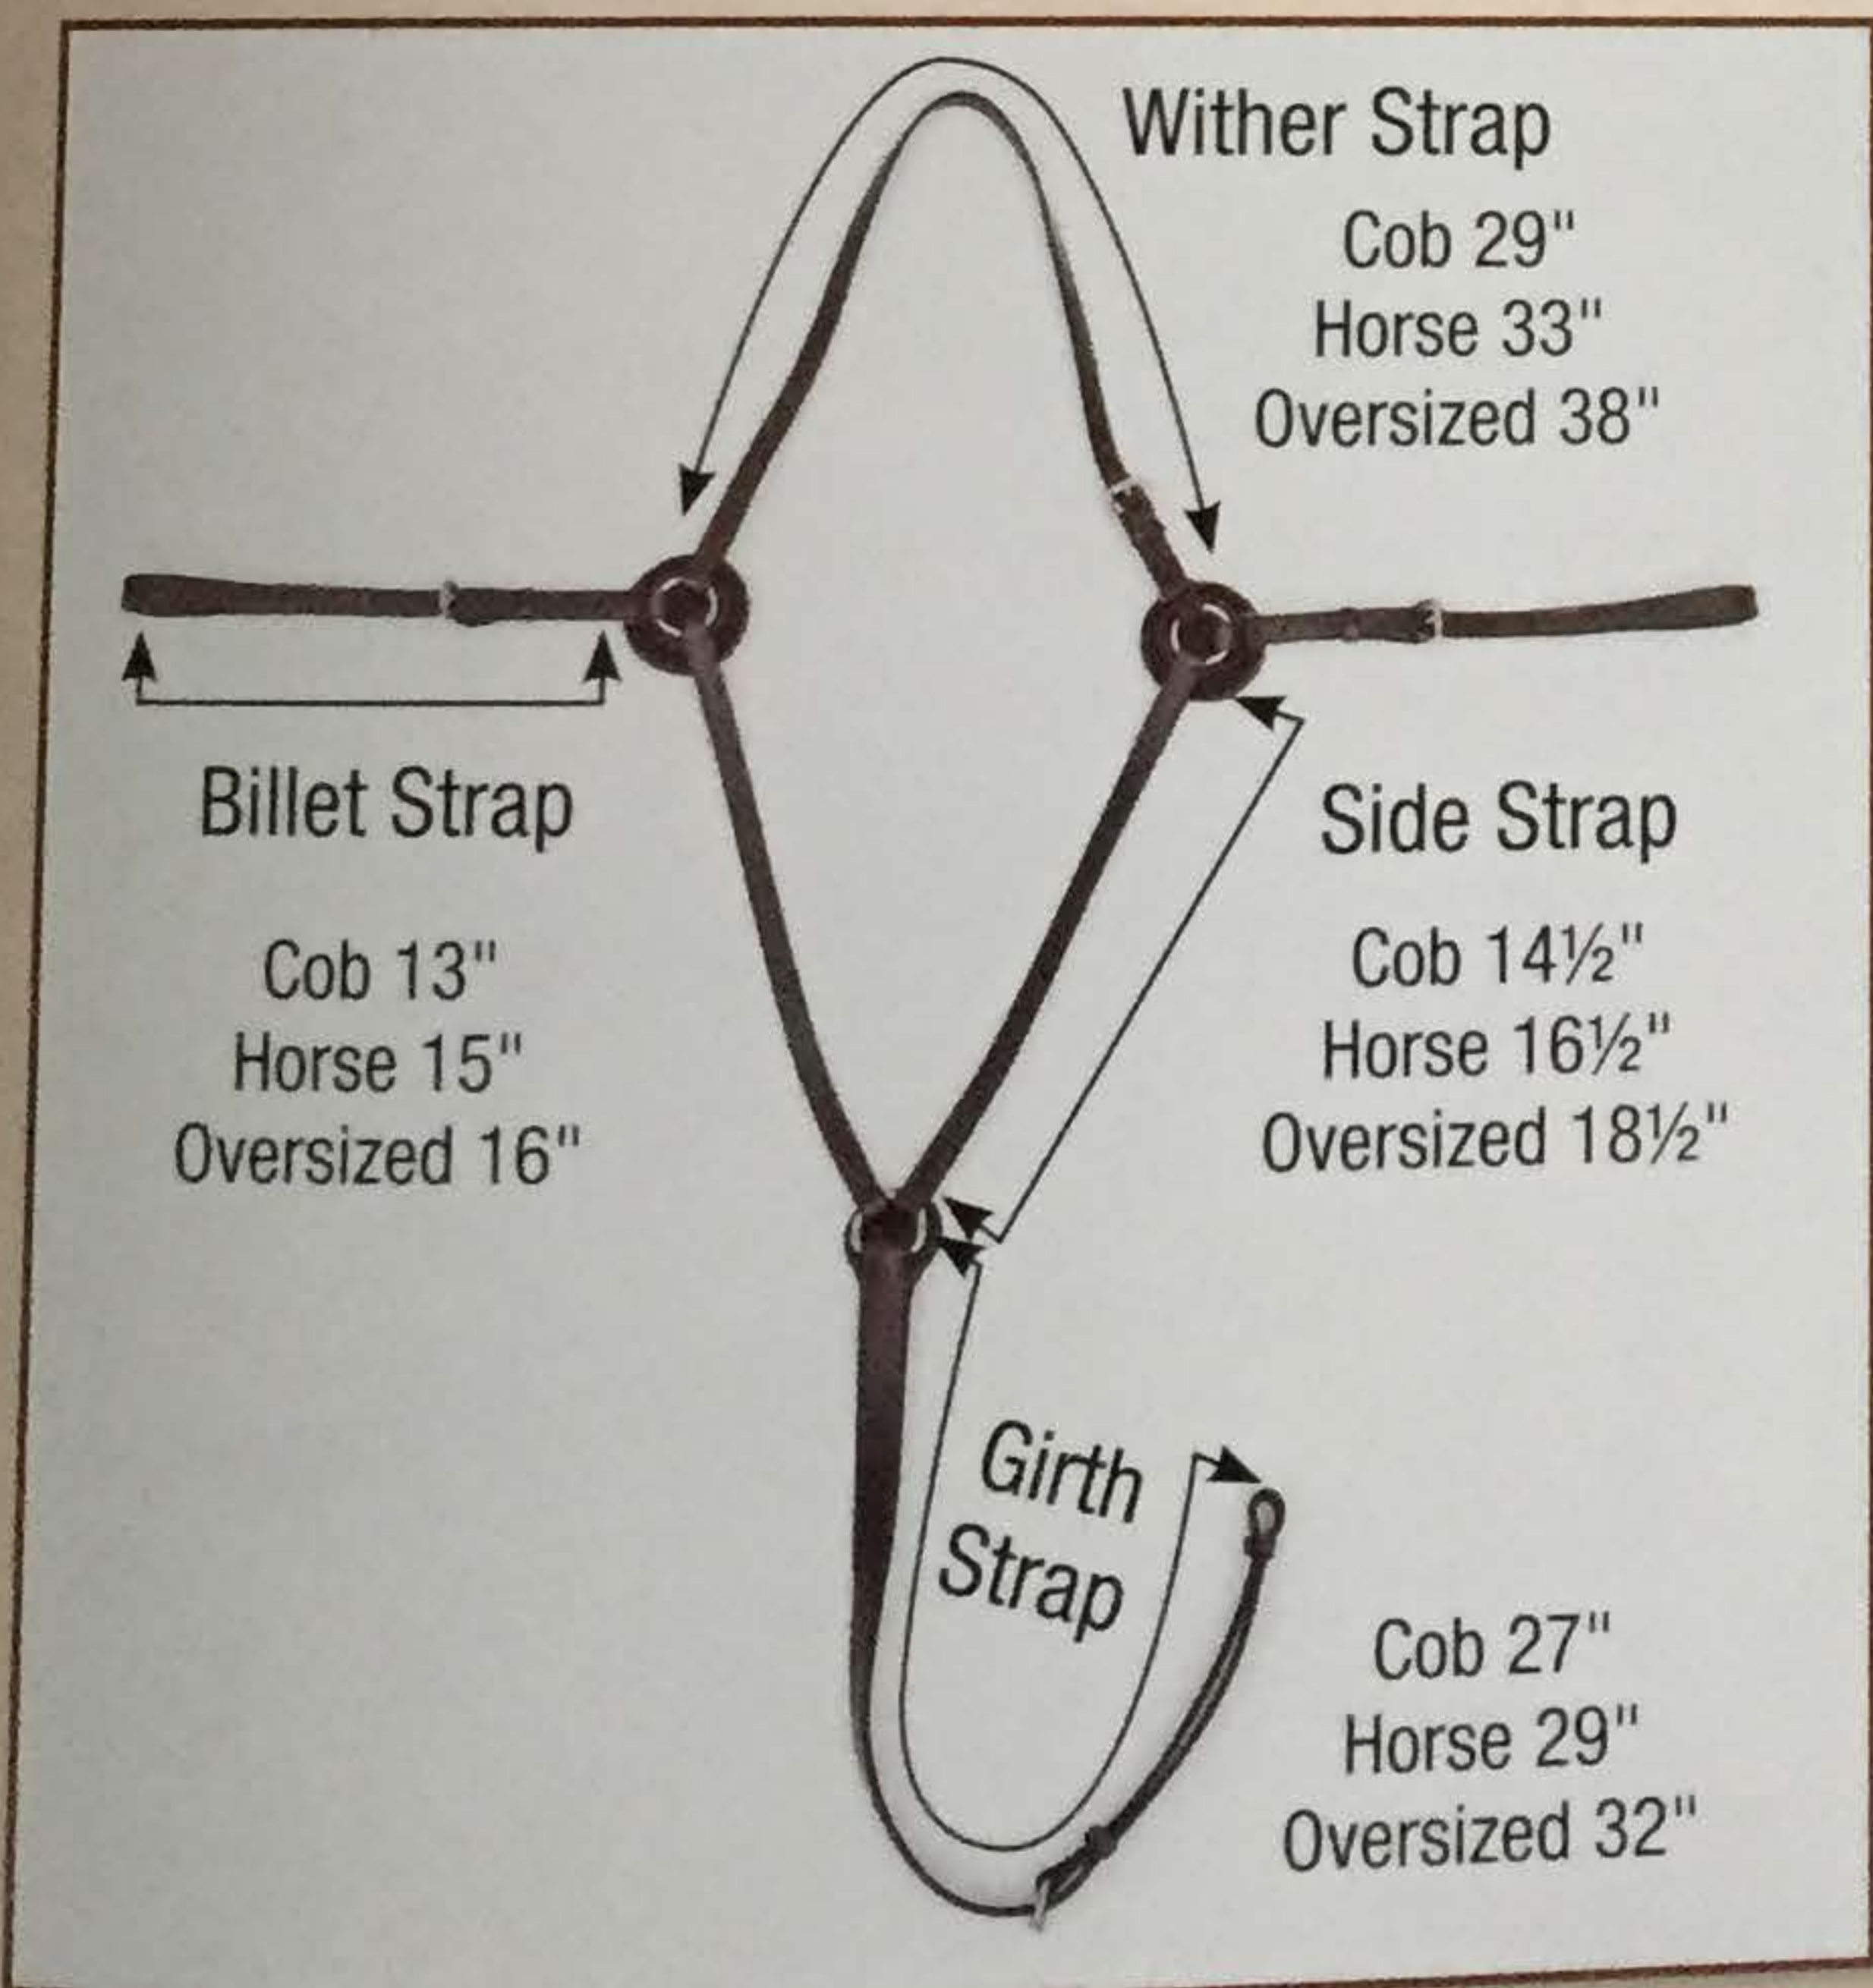 Wither Strap
Cob 29"
Horse 33"
Oversized 38"
Billet Strap
Cob 13"
Horse 15"
Oversized 16"
Side Strap
Cob 14½"
Horse 16½"
Oversized 18½"
Girth
Strap
Cob 27"
Horse 29"
Oversized 32"